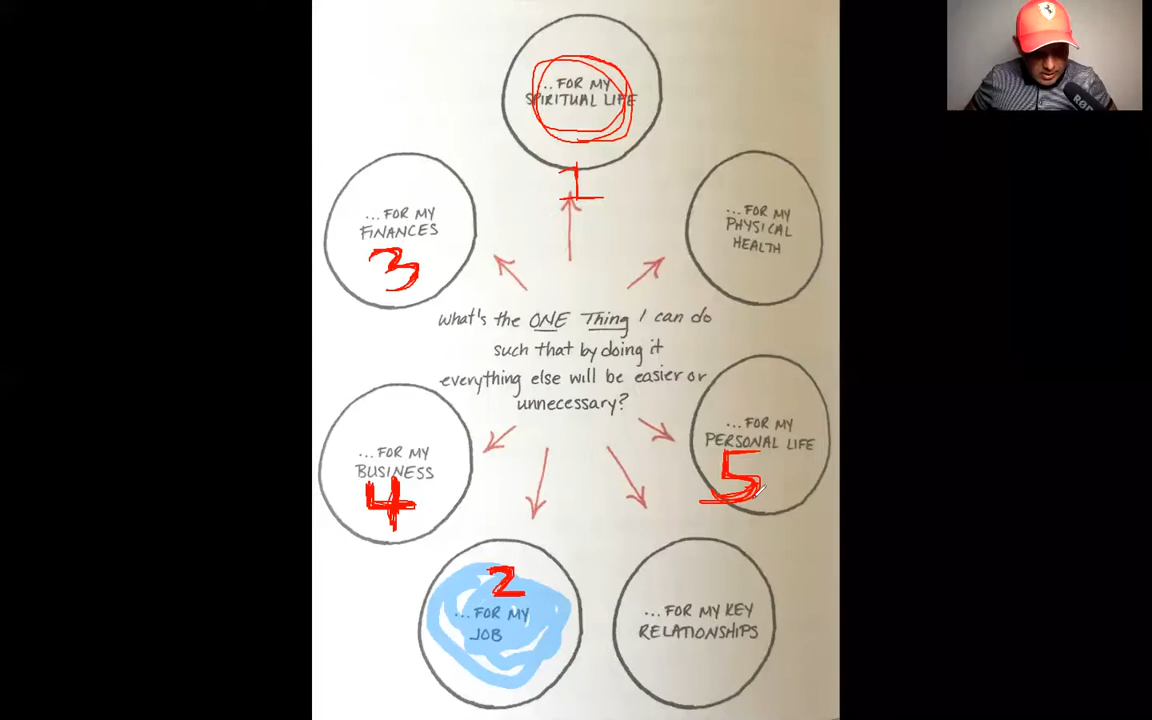 ...FOR MY
SPIRITUAL LIFE
1
...FOR MY
FINANCES
3
...FOR MY
PHYSICAL
HEALTH
What's the ONE Thing I can do
such that by doing it
everything else will be easier or
unnecessary?
...FOR MY
BUSINESS
4
...FOR MY
PERSONAL LIFE
5
2
...FOR MY
JOB
...FOR MY KEY
RELATIONSHIPS
RØDE